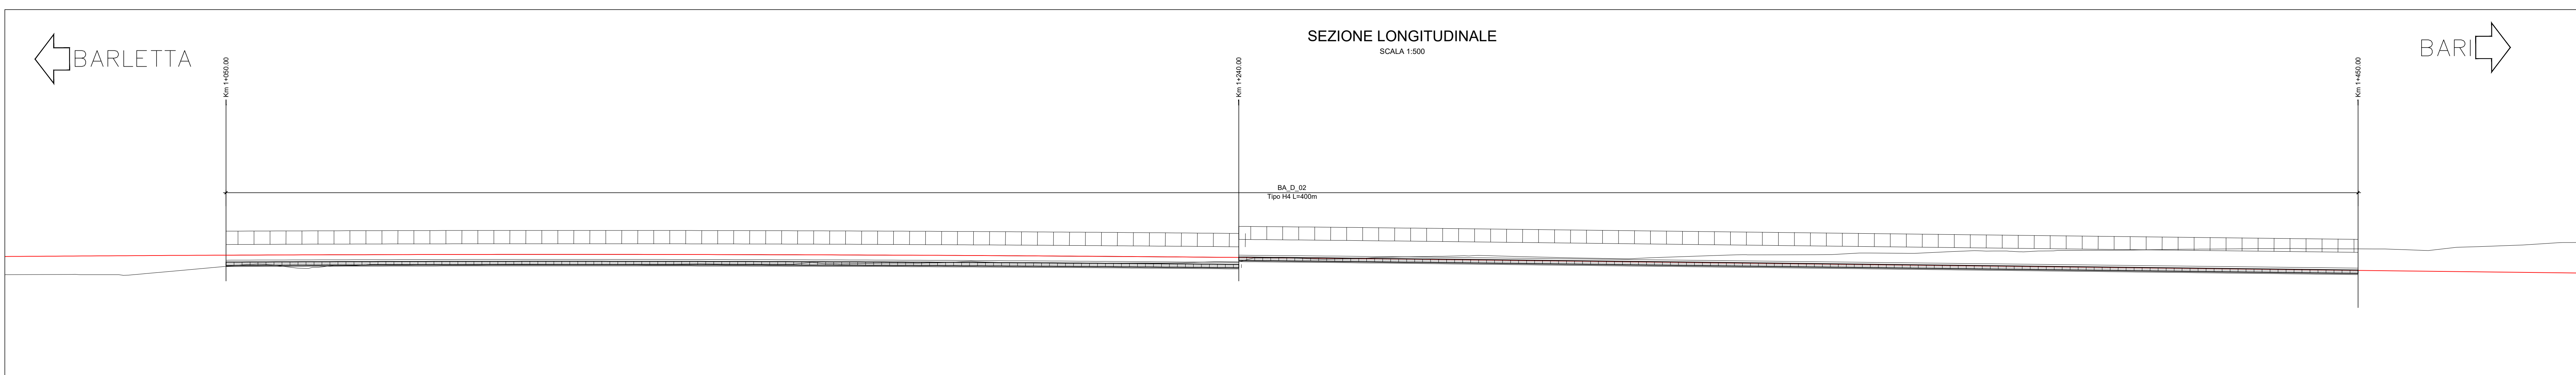 SEZIONE LONGITUDINALE
SCALA 1:500
BARLETTA
BARI
Km 1+050.00
Km 1+240.00
Km 1+450.00
BA_D_02
Tipo H4 L=400m